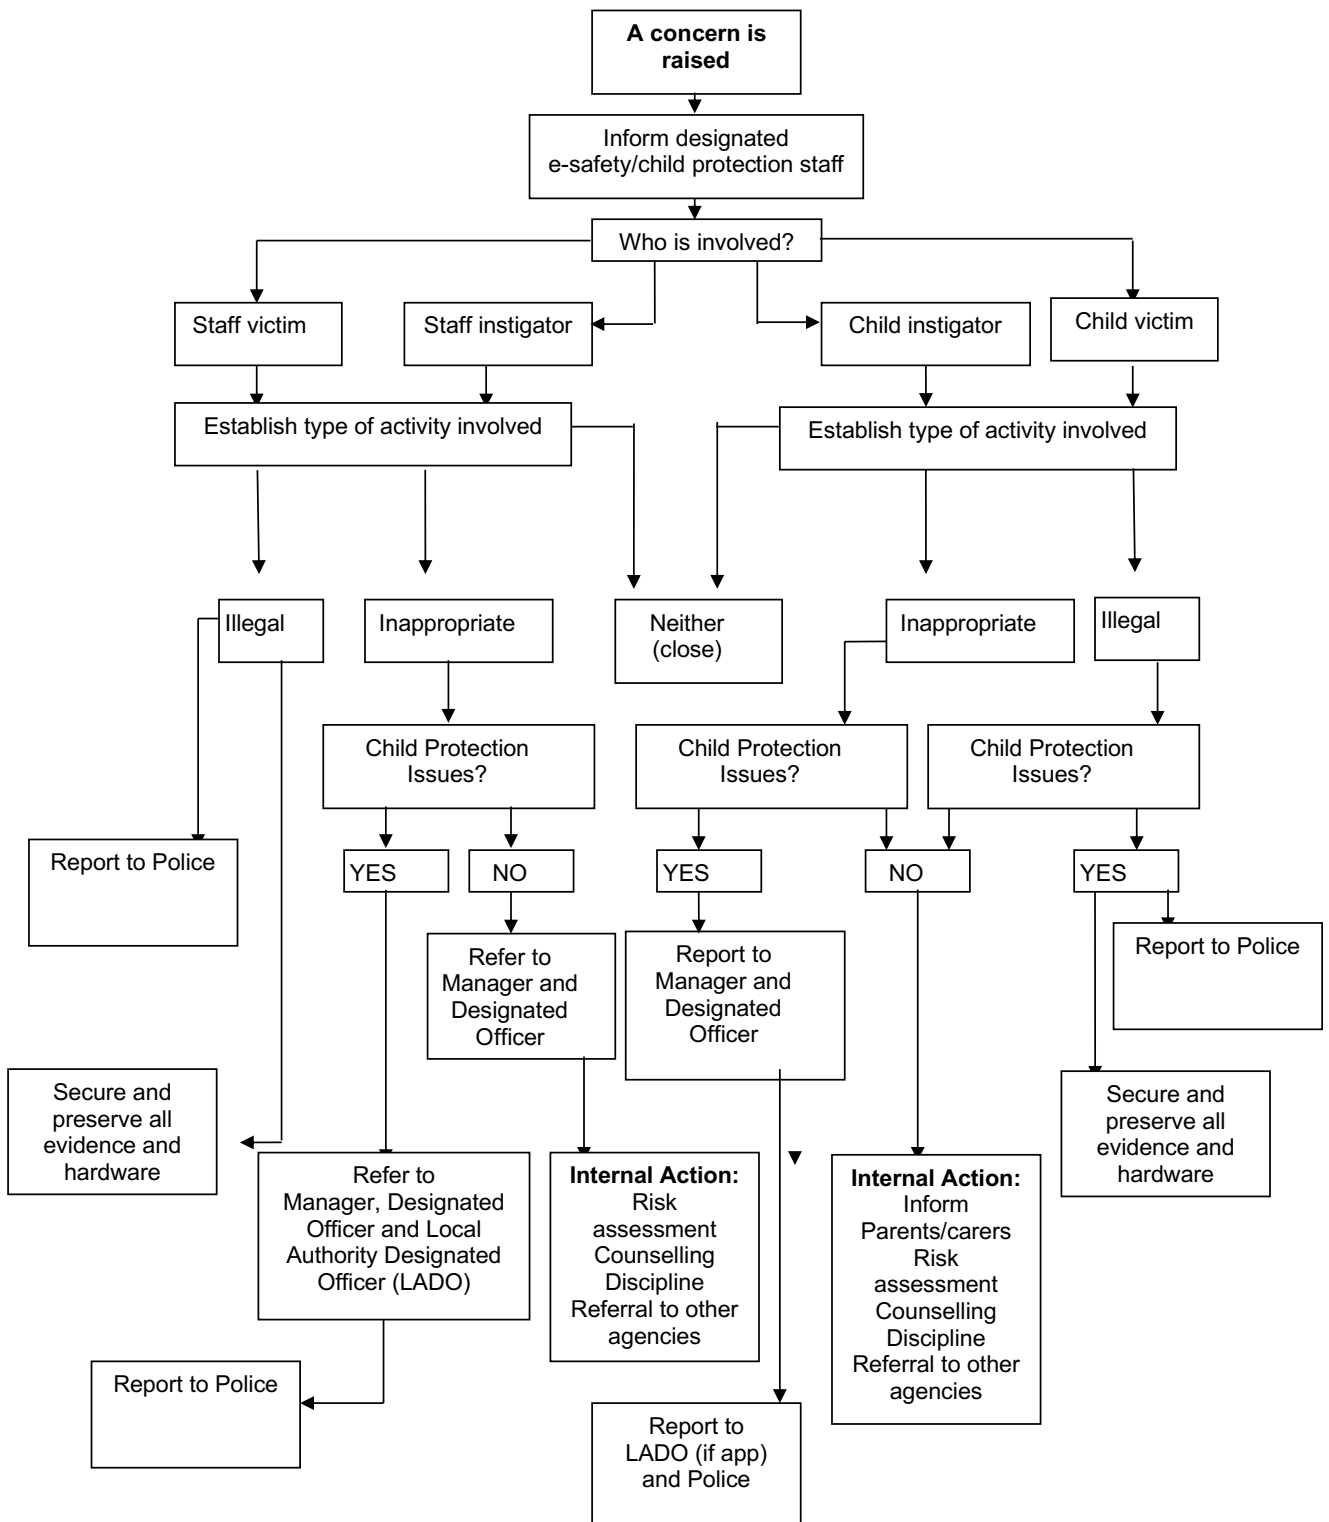 A concern is
raised
Inform designated
e-safety/child protection staff
Who is involved?
Staff victim
Staff instigator
Child instigator
Child victim
Establish type of activity involved
Establish type of activity involved
Illegal
Inappropriate
Neither
(close)
Inappropriate
Illegal
Child Protection
Issues?
Child Protection
Issues?
Child Protection
Issues?
Report to Police
YES
NO
YES
NO
YES
Report to Police
Refer to
Manager and
Designated
Officer
Report to
Manager and
Designated
Officer
Secure and
preserve all
evidence and
hardware
Secure and
preserve all
evidence and
hardware
Refer to
Manager, Designated
Officer and Local
Authority Designated
Officer (LADO)
Internal Action:
Risk
assessment
Counselling
Discipline
Referral to other
agencies
Internal Action:
Inform
Parents/carers
Risk
assessment
Counselling
Discipline
Referral to other
agencies
Report to Police
Report to
LADO (if app)
and Police